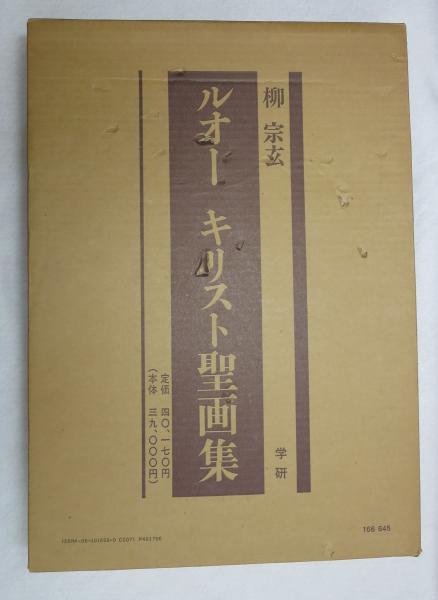 柳 宗玄
ルオー キリスト聖画集
学研
定価 四〇、一七〇円
(本体 三九、〇〇〇円)
166 645